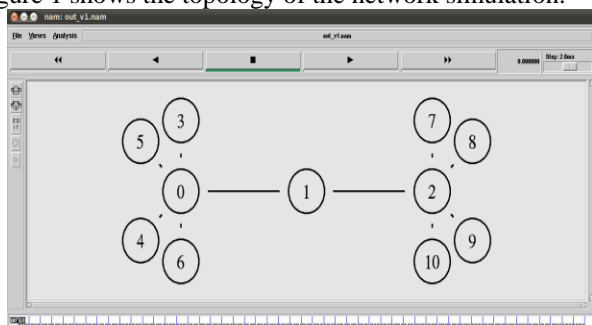 gure 1 shows the topology of the network simulation.
nam: out_v1.nam
File Views Analysis out_v1.nam
0.000000 Step: 2.0ms
3
7
5
8
0
1
2
4
9
6
10